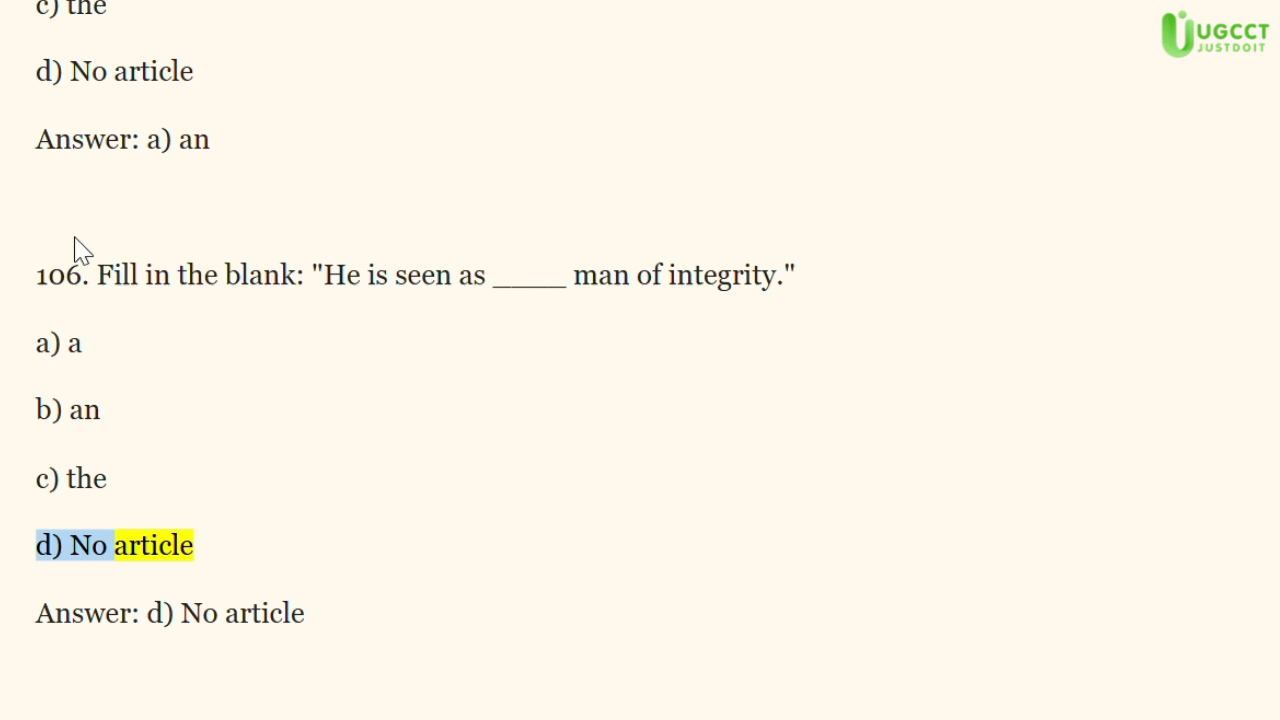 c) the
UGCCT
JUSTDOIT
d) No article
Answer: a) an
106. Fill in the blank: "He is seen as ____ man of integrity."
a) a
b) an
c) the
d) No article
Answer: d) No article